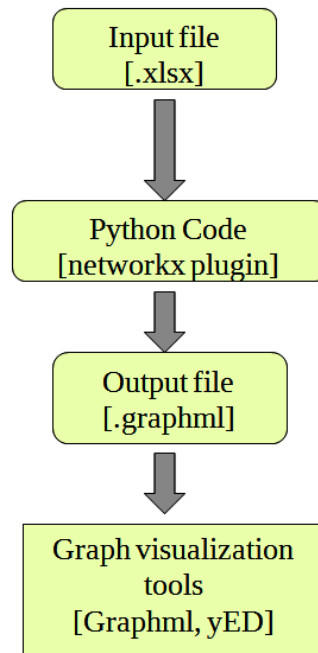 Input file
[.xlsx]
Python Code
[networkx plugin]
Output file
[.graphml]
Graph visualization
tools
[Graphml, yED]